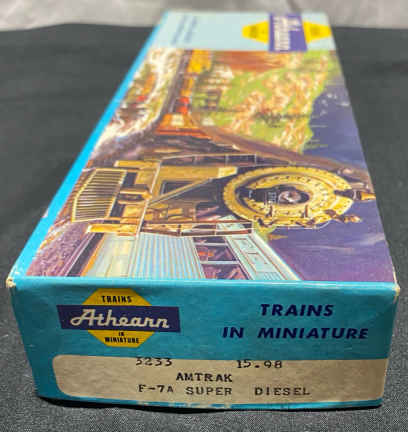 TRAINS
Athearn
IN
MINIATURE
TRAINS
IN MINIATURE
3233 15.98
AMTRAK
F-7A SUPER DIESEL